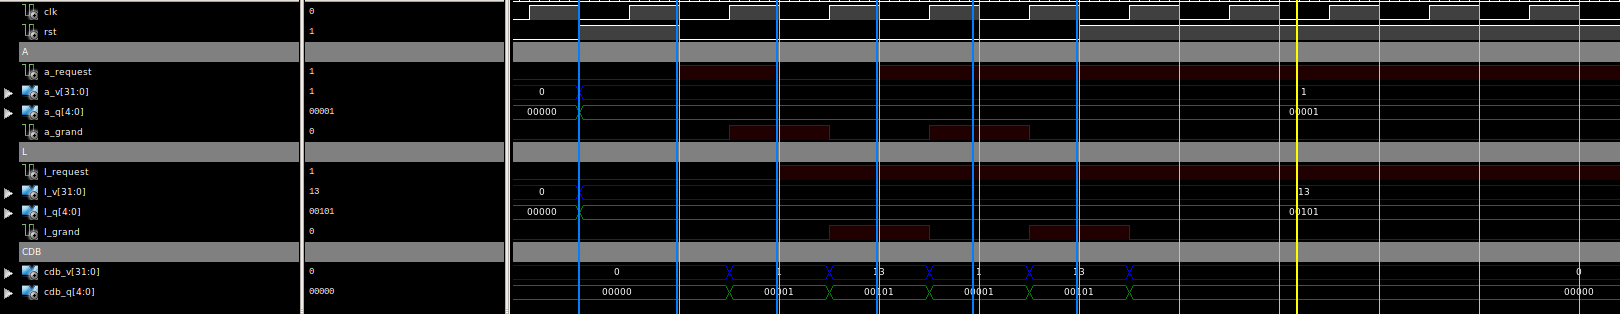 clk 0
rst 1
A
a_request 1
a_v[31:0] 1 0 1
a_q[4:0] 00001 00000 00001
a_grand 0
L
l_request 1
l_v[31:0] 13 0 13
l_q[4:0] 00101 00000 00101
l_grand 0
CDB
cdb_v[31:0] 0 0 1 13 1 13 0
cdb_q[4:0] 00000 00000 00001 00101 00001 00101 00000